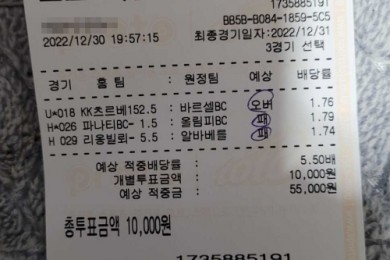 1735885191
BB5B-B084-1859-5C5
2022/12/30 19:57:15 최종경기일자:2022/12/31
3경기 선택
경기 홈 팀 : 원정팀 예상 배당률
U*018 KK츠르베152.5 : 바르셀BC 오버 1.76
H*026 파나티BC- 1.5 : 올림피BC 패 1.79
H 029 리옹빌뢰- 5.5 : 알바베를 패 1.74
예상 적중배당률 : 5.50배
개별투표금액 : 10,000원
예상 적중금 : 55,000원
총투표금액 10,000원
1735885191